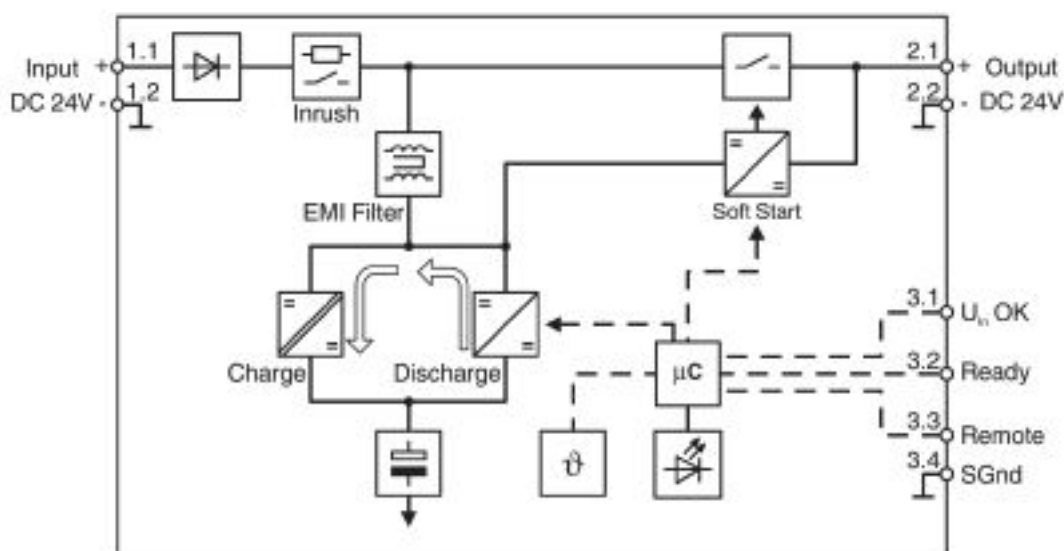 Input + 1.1
DC 24V - 1.2
Inrush
2.1 + Output
2.2 - DC 24V
EMI Filter
= =
Soft Start
= =
= =
Charge
Discharge
μC
ϑ
3.1 Uin OK
3.2 Ready
3.3 Remote
3.4 SGnd